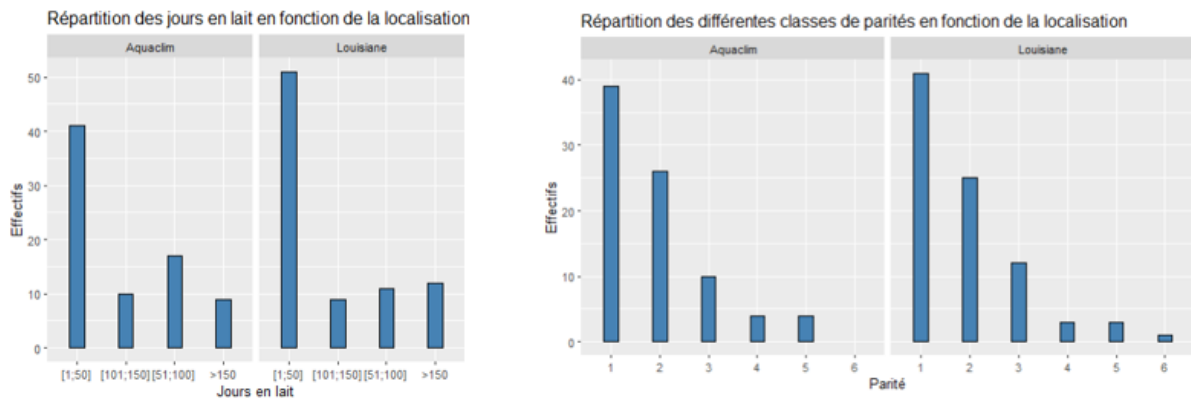 Répartition des jours en lait en fonction de la localisation
Aquaclim
Louisiane
50
40
30
20
10
0
Effectifs
[1;50]
[101;150]
[51;100]
>150
[1;50]
[101;150]
[51;100]
>150
Jours en lait
Répartition des différentes classes de parités en fonction de la localisation
Aquaclim
Louisiane
40
30
20
10
0
Effectifs
1 2 3 4 5 6
1 2 3 4 5 6
Parité